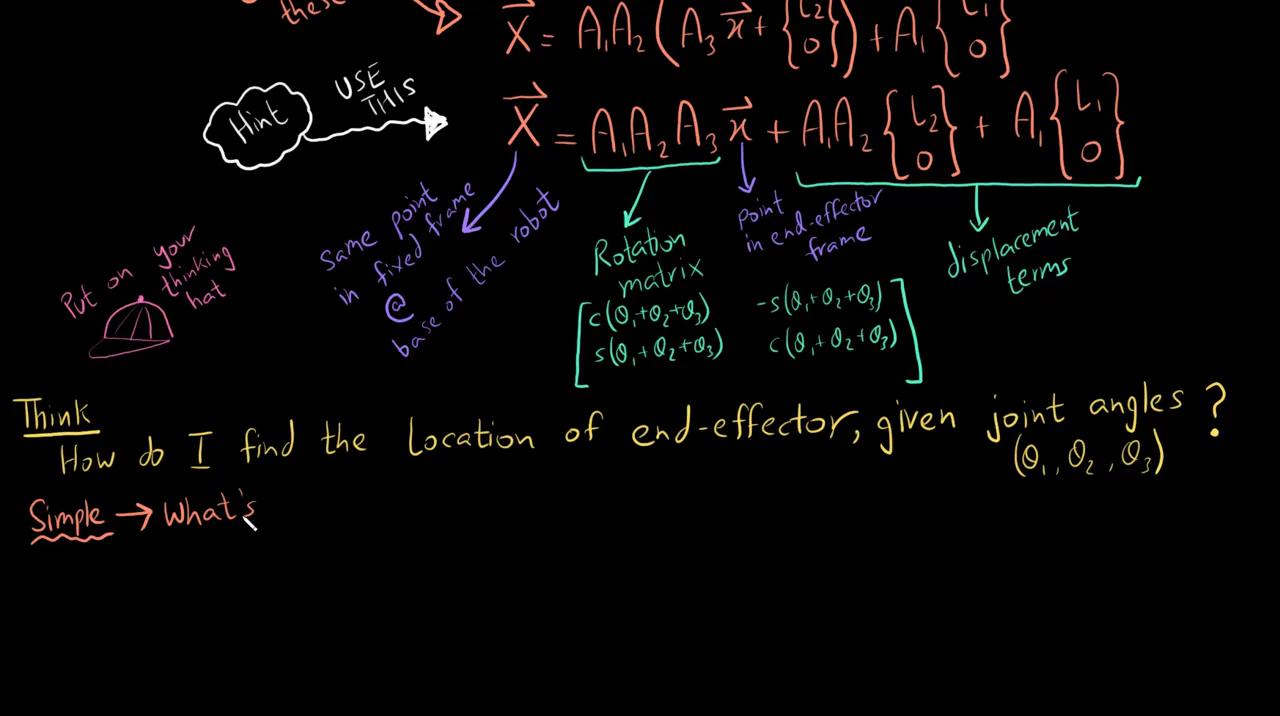 these
X = A₁A₂(A₃x + {L₂ 0}) + A₁{L₁ 0}
Hint
USE THIS
X = A₁A₂A₃x + A₁A₂{L₂ 0} + A₁{L₁ 0}
Put on your
thinking
hat
same point
in fixed frame
@
base of the robot
Rotation
matrix
c(θ₁+θ₂+θ₃) -s(θ₁+θ₂+θ₃)
s(θ₁+θ₂+θ₃) c(θ₁+θ₂+θ₃)
point
in end-effector
frame
displacement
terms
Think
How do I find the location of end-effector, given joint angles ?
(θ₁, θ₂, θ₃)
Simple → What's